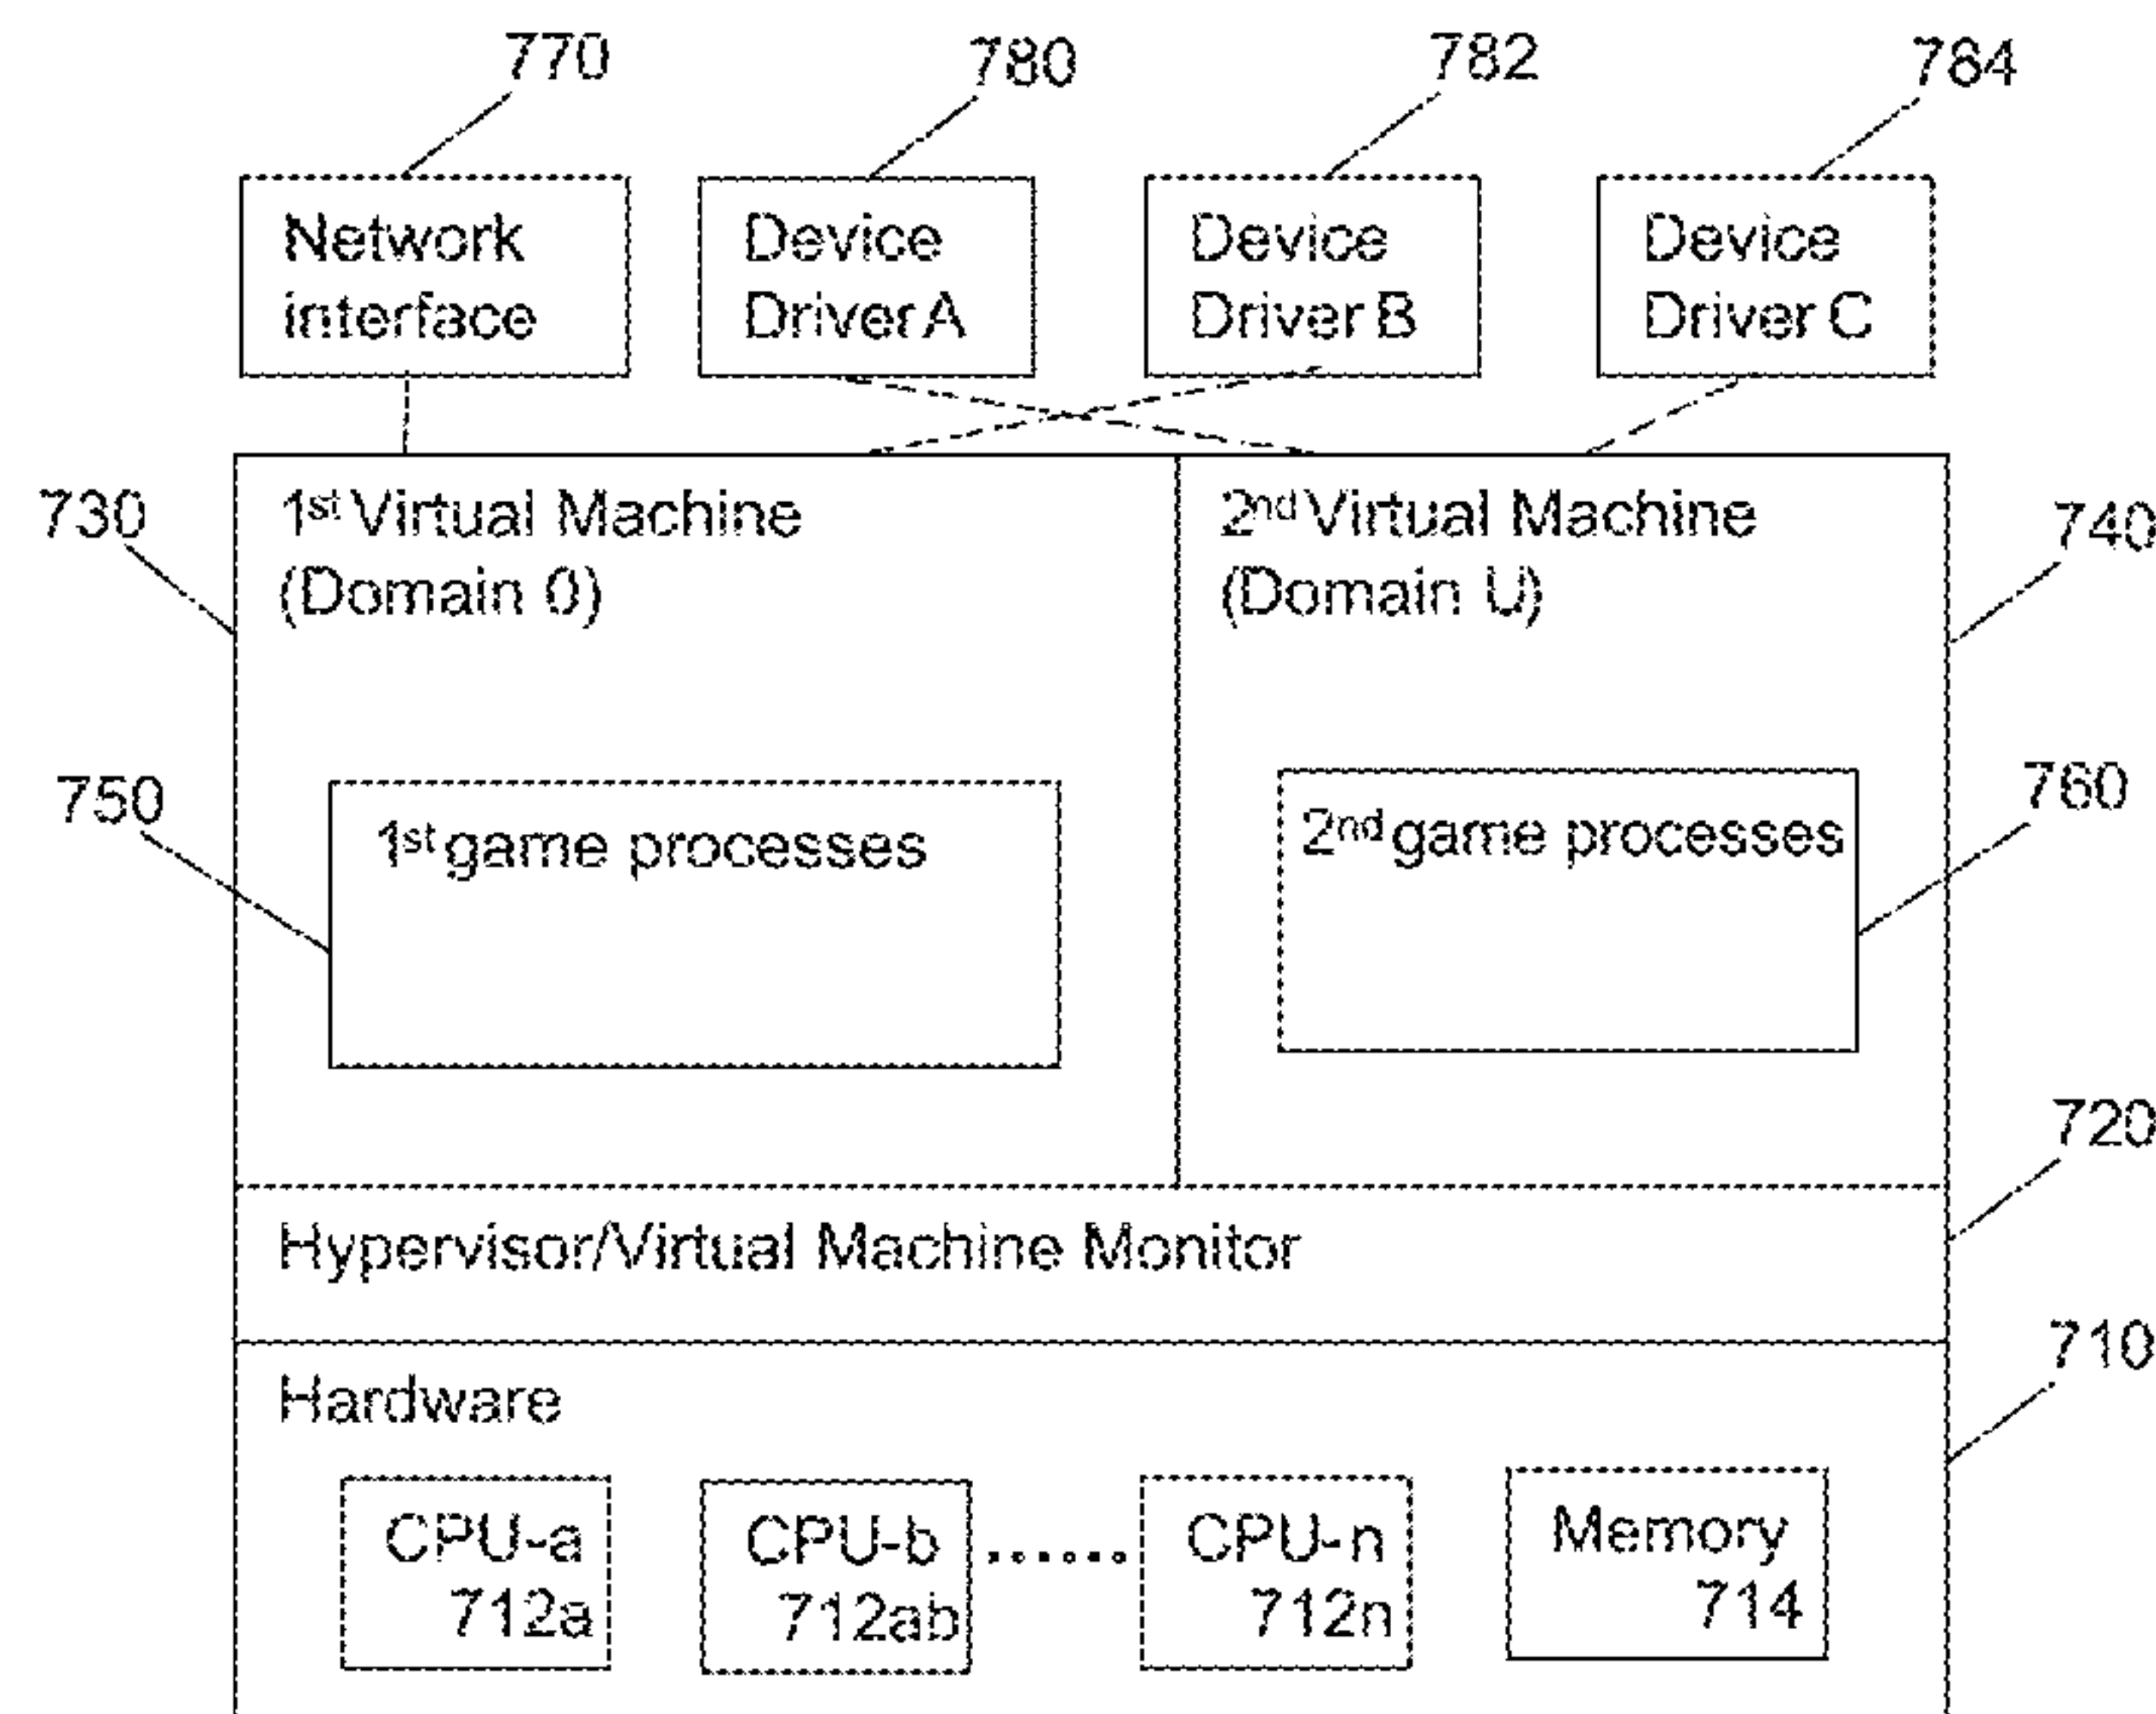 770
780
782
784
Network
interface
Device
Driver A
Device
Driver B
Device
Driver C
730
1st Virtual Machine
(Domain 0)
2nd Virtual Machine
(Domain U)
740
750
1st game processes
2nd game processes
760
720
Hypervisor/Virtual Machine Monitor
710
Hardware
CPU-a
712a
CPU-b
712ab
......
CPU-n
712n
Memory
714